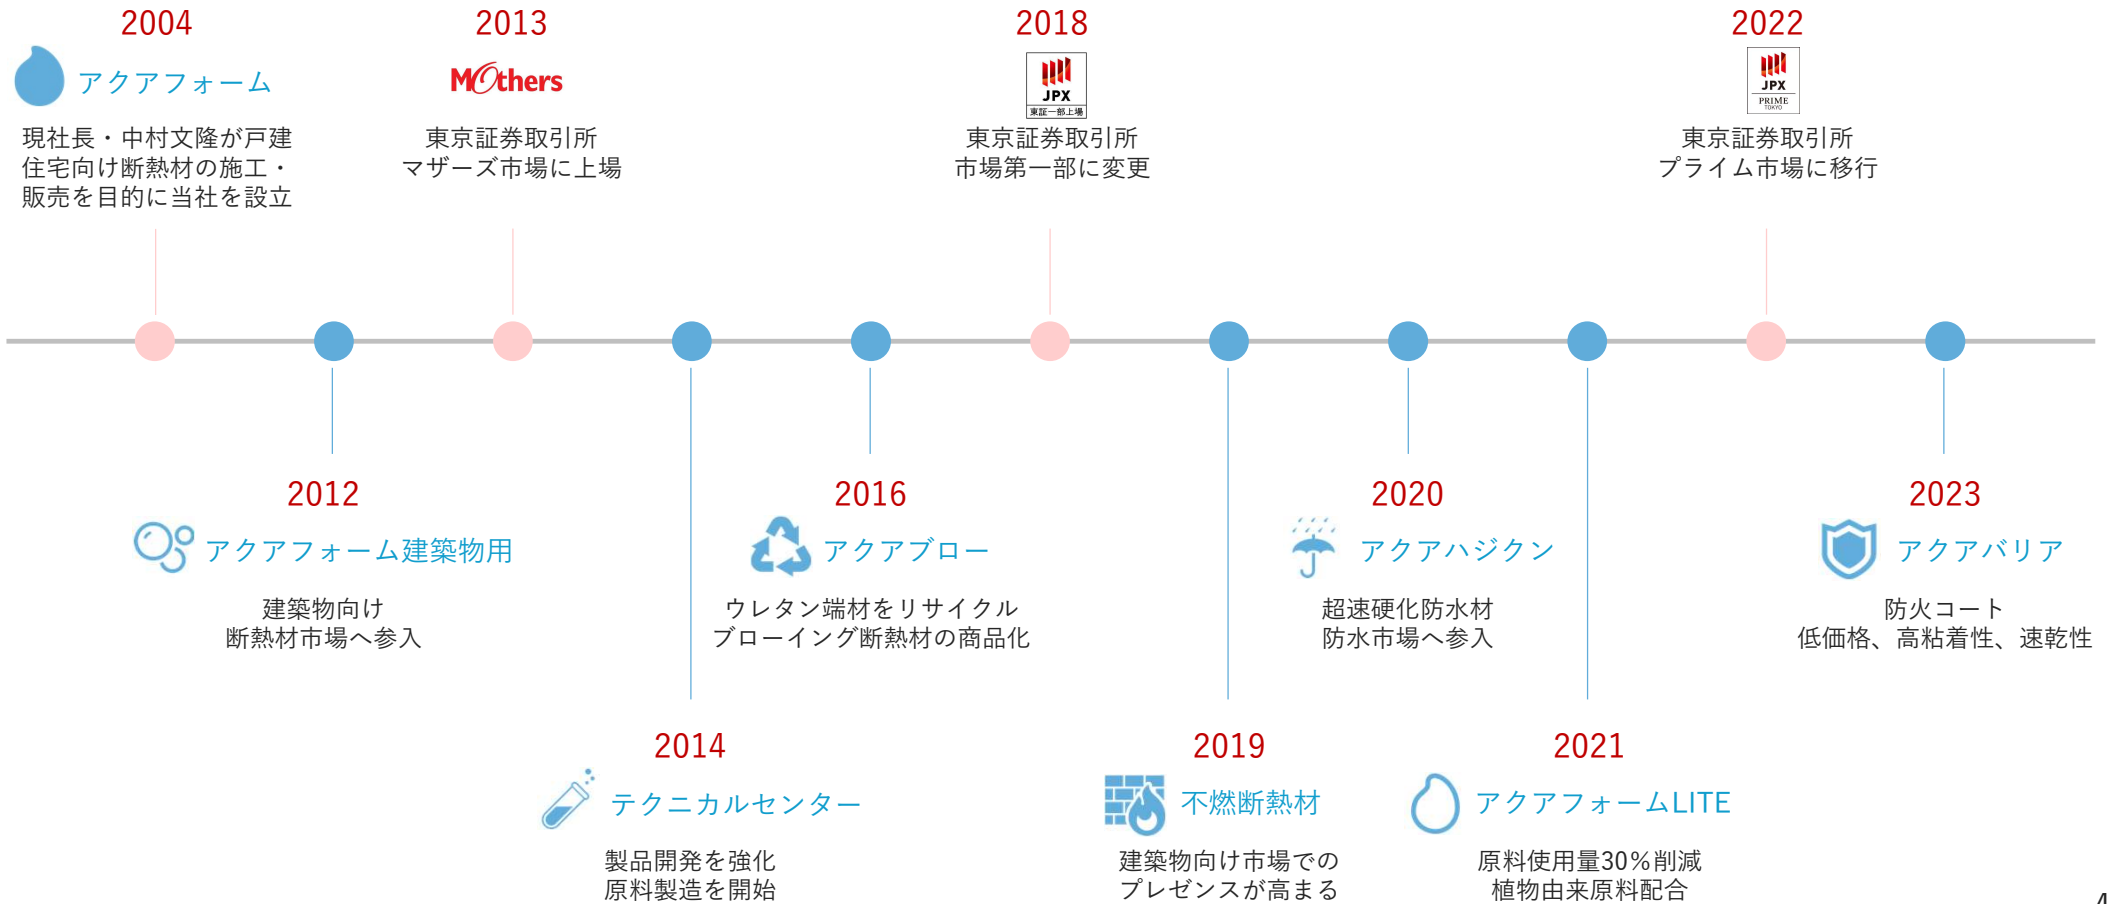 2004
アクアフォーム
現社長・中村文隆が戸建
住宅向け断熱材の施工・
販売を目的に当社を設立
2013
MOthers
東京証券取引所
マザーズ市場に上場
2018
JPX
東証一部上場
東京証券取引所
市場第一部に変更
2022
JPX
PRIME
TOKYO
東京証券取引所
プライム市場に移行
2012
アクアフォーム建築物用
建築物向け
断熱材市場へ参入
2016
アクアブロー
ウレタン端材をリサイクル
ブローイング断熱材の商品化
2020
アクアハジクン
超速硬化防水材
防水市場へ参入
2023
アクアバリア
防火コート
低価格、高粘着性、速乾性
2014
テクニカルセンター
製品開発を強化
原料製造を開始
2019
不燃断熱材
建築物向け市場での
プレゼンスが高まる
2021
アクアフォームLITE
原料使用量30%削減
植物由来原料配合
4